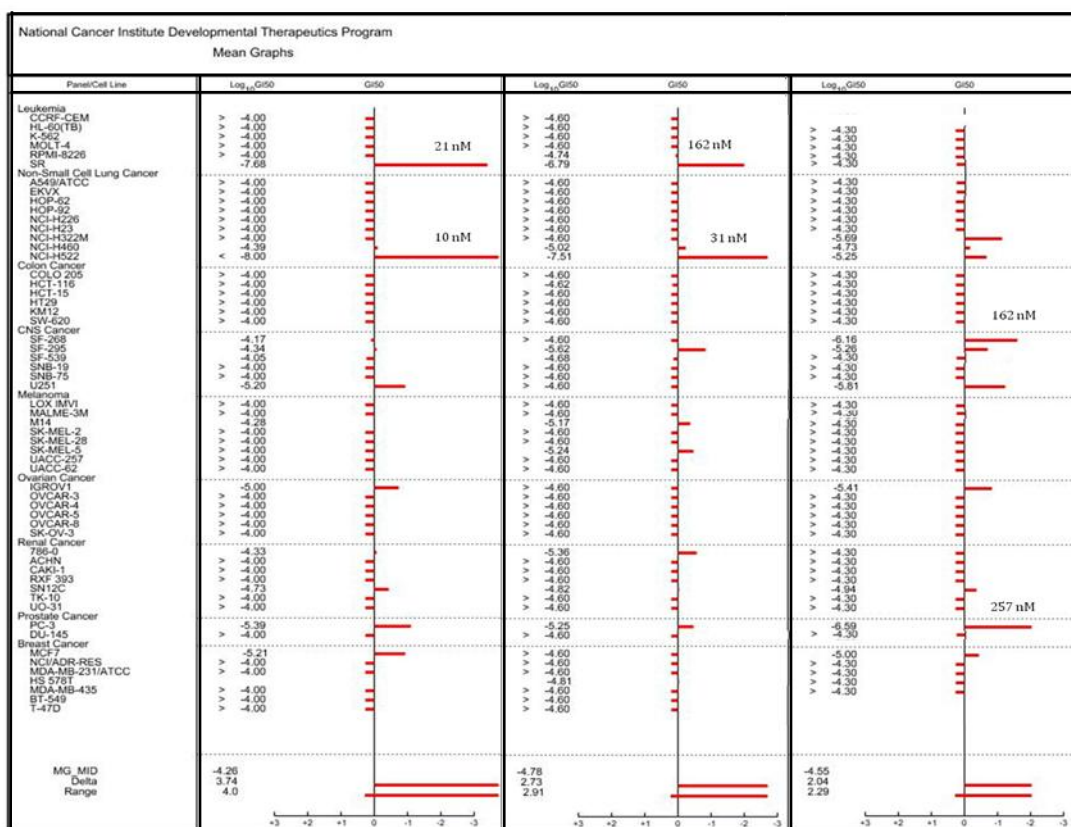 National Cancer Institute Developmental Therapeutics Program
Mean Graphs
Panel/Cell Line Log10GI50 GI50 Log10GI50 GI50 Log10GI50 GI50
Leukemia
CCRF-CEM > -4.00 > -4.60
HL-60(TB) > -4.00 > -4.60 > -4.30
K-562 > -4.00 > -4.60 > -4.30
MOLT-4 > -4.00 21 nM > -4.60 162 nM > -4.30
RPMI-8226 > -4.00 -4.74 > -4.30
SR -7.68 -6.79 > -4.30
Non-Small Cell Lung Cancer
A549/ATCC > -4.00 > -4.60 > -4.30
EKVX > -4.00 > -4.60 > -4.30
HOP-62 > -4.00 > -4.60 > -4.30
HOP-92 > -4.00 > -4.60 > -4.30
NCI-H226 > -4.00 > -4.60 > -4.30
NCI-H23 > -4.00 > -4.60 > -4.30
NCI-H322M > -4.00 10 nM > -4.60 31 nM -5.69
NCI-H460 -4.39 -5.02 -4.73
NCI-H522 < -8.00 -7.51 -5.25
Colon Cancer
COLO 205 > -4.00 > -4.60 > -4.30
HCT-116 > -4.00 -4.62 > -4.30
HCT-15 > -4.00 > -4.60 > -4.30
HT29 > -4.00 > -4.60 > -4.30
KM12 > -4.00 > -4.60 > -4.30 162 nM
SW-620 > -4.00 > -4.60 > -4.30
CNS Cancer
SF-268 -4.17 > -4.60 -6.16
SF-295 -4.34 -5.62 -5.26
SF-539 -4.05 -4.68 > -4.30
SNB-19 > -4.00 > -4.60 > -4.30
SNB-75 > -4.00 > -4.60 > -4.30
U251 -5.20 > -4.60 -5.81
Melanoma
LOX IMVI > -4.00 > -4.60 > -4.30
MALME-3M > -4.00 > -4.60 > -4.30
M14 -4.28 -5.17 > -4.30
SK-MEL-2 > -4.00 > -4.60 > -4.30
SK-MEL-28 > -4.00 > -4.60 > -4.30
SK-MEL-5 > -4.00 -5.24 > -4.30
UACC-257 > -4.00 > -4.60 > -4.30
UACC-62 > -4.00 > -4.60 > -4.30
Ovarian Cancer
IGROV1 -5.00 > -4.60 -5.41
OVCAR-3 > -4.00 > -4.60 > -4.30
OVCAR-4 > -4.00 > -4.60 > -4.30
OVCAR-5 > -4.00 > -4.60 > -4.30
OVCAR-8 > -4.00 > -4.60 > -4.30
SK-OV-3 > -4.00 > -4.60 > -4.30
Renal Cancer
786-0 -4.33 -5.36 > -4.30
ACHN > -4.00 > -4.60 > -4.30
CAKI-1 > -4.00 > -4.60 > -4.30
RXF 393 > -4.00 > -4.60 > -4.30
SN12C -4.73 -4.82 -4.94
TK-10 > -4.00 > -4.60 > -4.30
UO-31 > -4.00 > -4.60 > -4.30 257 nM
Prostate Cancer
PC-3 -5.39 -5.25 -6.59
DU-145 > -4.00 > -4.60 > -4.30
Breast Cancer
MCF7 -5.21 > -4.60 -5.00
NCI/ADR-RES > -4.00 > -4.60 > -4.30
MDA-MB-231/ATCC > -4.00 > -4.60 > -4.30
HS 578T -4.81 > -4.30
MDA-MB-435 > -4.00 > -4.60 > -4.30
BT-549 > -4.00 > -4.60
T-47D > -4.00 > -4.60
MG_MID -4.26 -4.78 -4.55
Delta 3.74 2.73 2.04
Range 4.0 2.91 2.29
+3 +2 +1 0 -1 -2 -3 +3 +2 +1 0 -1 -2 -3 +3 +2 +1 0 -1 -2 -3